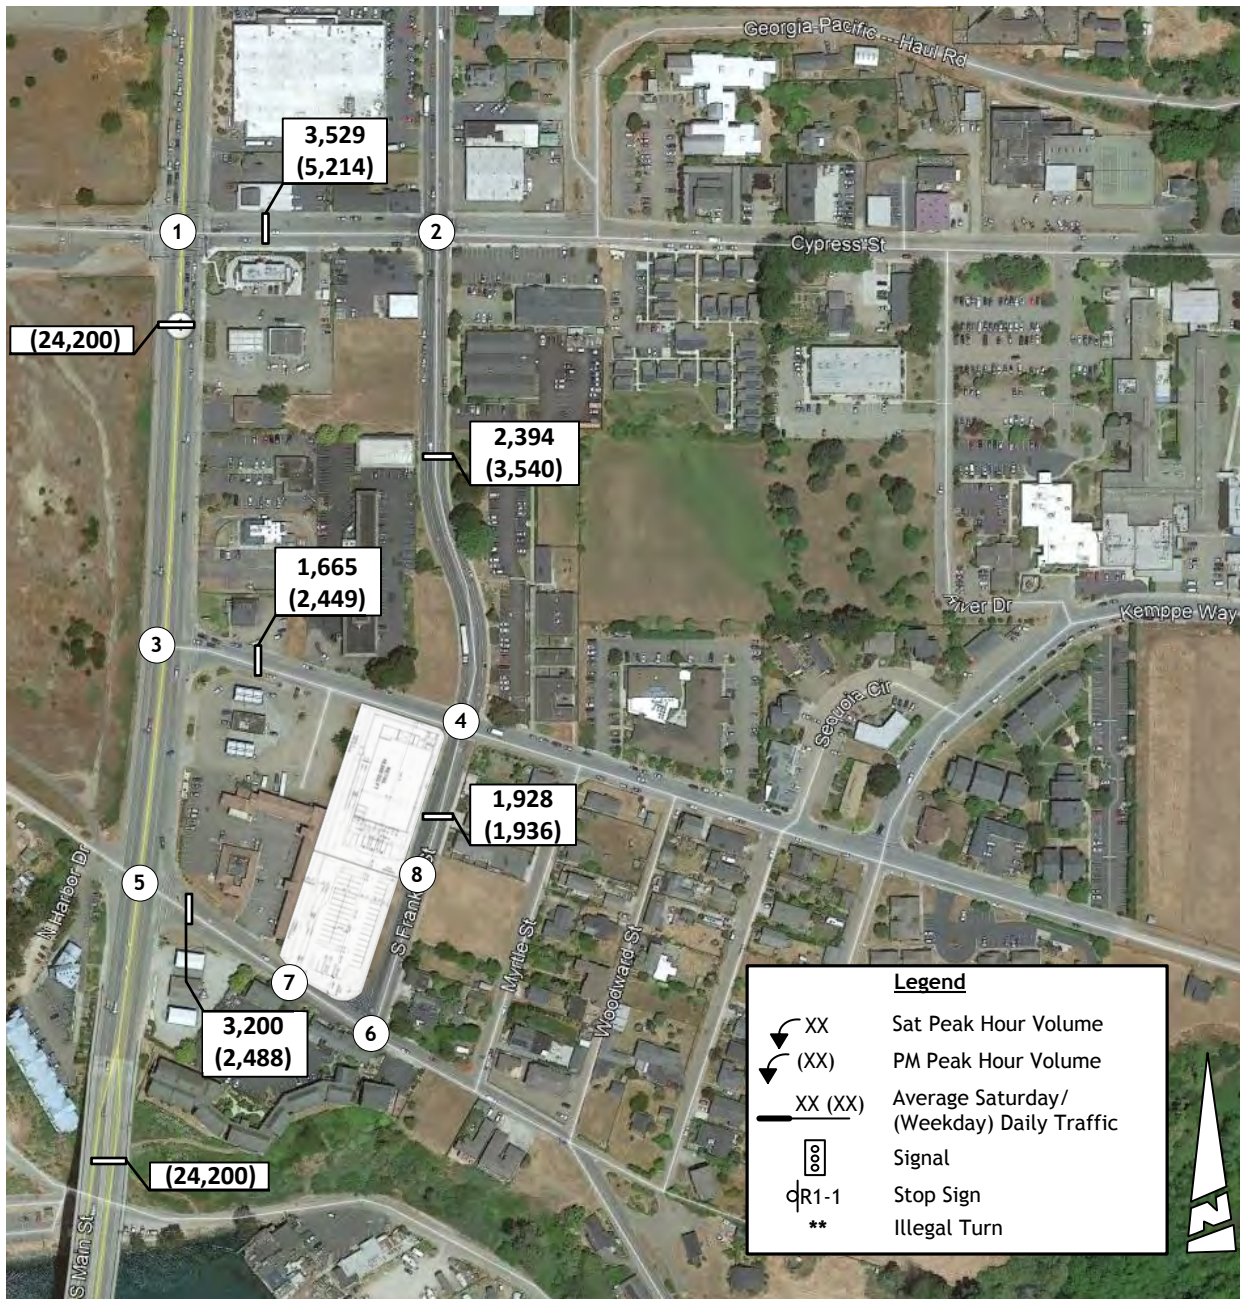 Georgia-Pacific --- Haul Rd
3,529
(5,214)
1
2
Cypress St
(24,200)
2,394
(3,540)
1,665
(2,449)
River Dr
Kemppe Way
3
Sequoia Cir
4
1,928
(1,936)
N Harbor Dr
5
8
S Frank
St
Myrtle St
Woodward St
7
6
3,200
(2,488)
(24,200)
S Main St
Legend
XX Sat Peak Hour Volume
(XX) PM Peak Hour Volume
XX (XX) Average Saturday/
(Weekday) Daily Traffic
Signal
R1-1 Stop Sign
** Illegal Turn